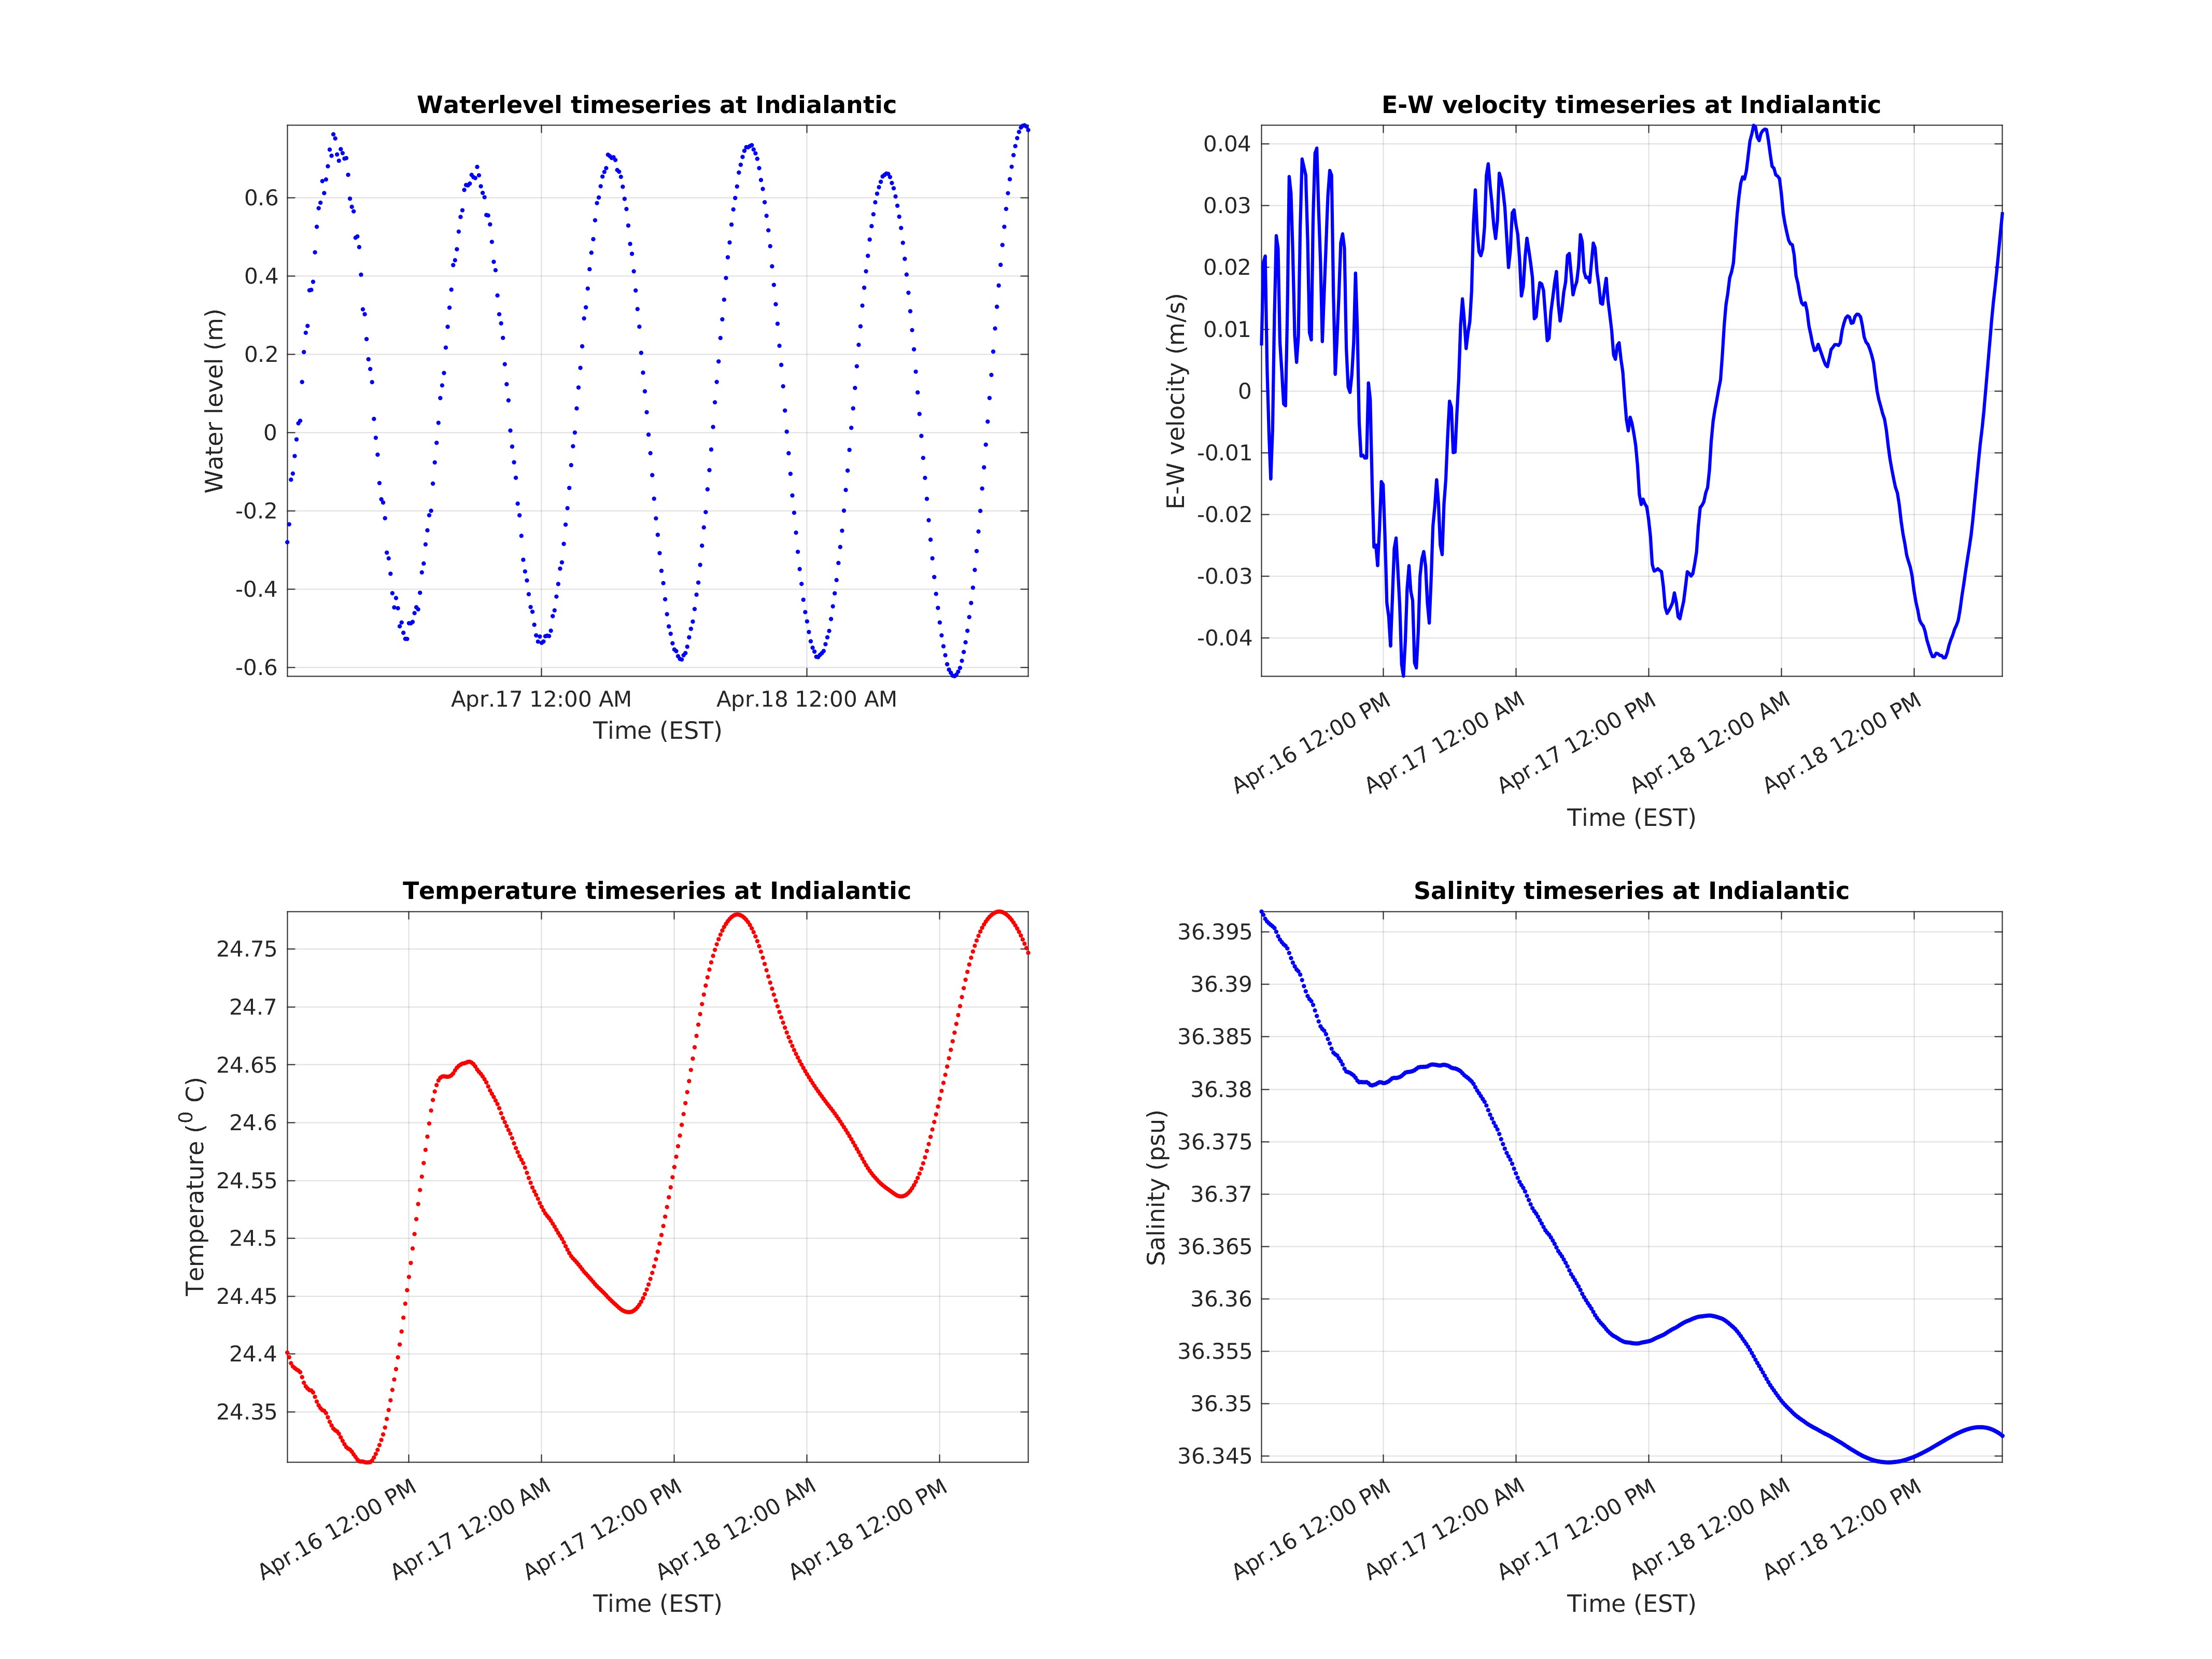 Waterlevel timeseries at Indialantic
0.6
0.4
0.2
0
-0.2
-0.4
-0.6
Water level (m)
Apr.17 12:00 AM
Apr.18 12:00 AM
Time (EST)
E-W velocity timeseries at Indialantic
0.04
0.03
0.02
0.01
0
-0.01
-0.02
-0.03
-0.04
E-W velocity (m/s)
Apr.16 12:00 PM
Apr.17 12:00 AM
Apr.17 12:00 PM
Apr.18 12:00 AM
Apr.18 12:00 PM
Time (EST)
Temperature timeseries at Indialantic
24.75
24.7
24.65
24.6
24.55
24.5
24.45
24.4
24.35
Temperature (⁰ C)
Apr.16 12:00 PM
Apr.17 12:00 AM
Apr.17 12:00 PM
Apr.18 12:00 AM
Apr.18 12:00 PM
Time (EST)
Salinity timeseries at Indialantic
36.395
36.39
36.385
36.38
36.375
36.37
36.365
36.36
36.355
36.35
36.345
Salinity (psu)
Apr.16 12:00 PM
Apr.17 12:00 AM
Apr.17 12:00 PM
Apr.18 12:00 AM
Apr.18 12:00 PM
Time (EST)